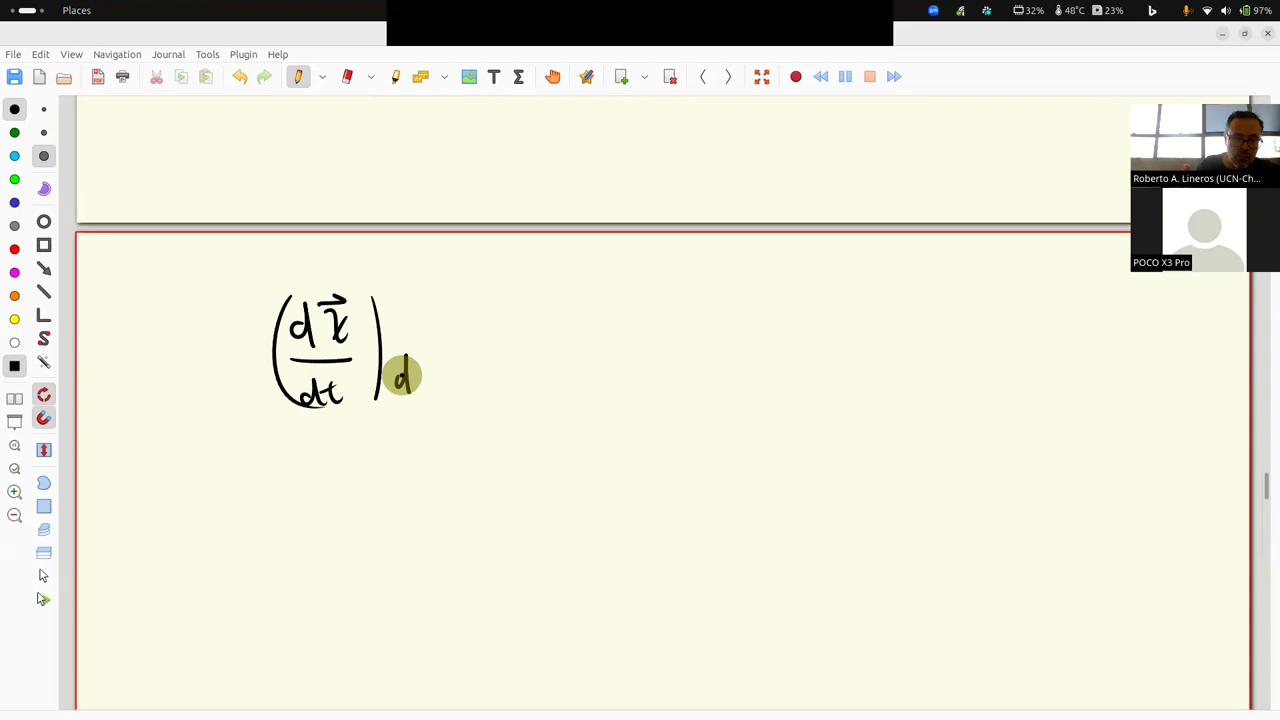 Places 32% 48°C 23% 97%
File Edit View Navigation Journal Tools Plugin Help
Roberto A. Lineros (UCN-Ch...
POCO X3 Pro
(dx⃗/dt)d